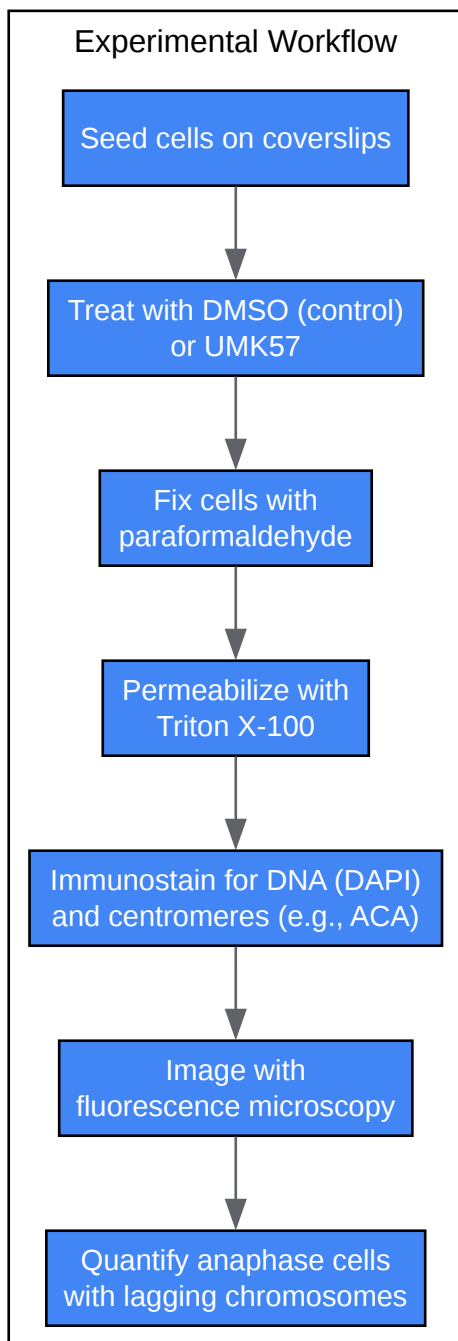 Experimental Workflow
Seed cells on coverslips
Treat with DMSO (control)
or UMK57
Fix cells with
paraformaldehyde
Permeabilize with
Triton X-100
Immunostain for DNA (DAPI)
and centromeres (e.g., ACA)
Image with
fluorescence microscopy
Quantify anaphase cells
with lagging chromosomes